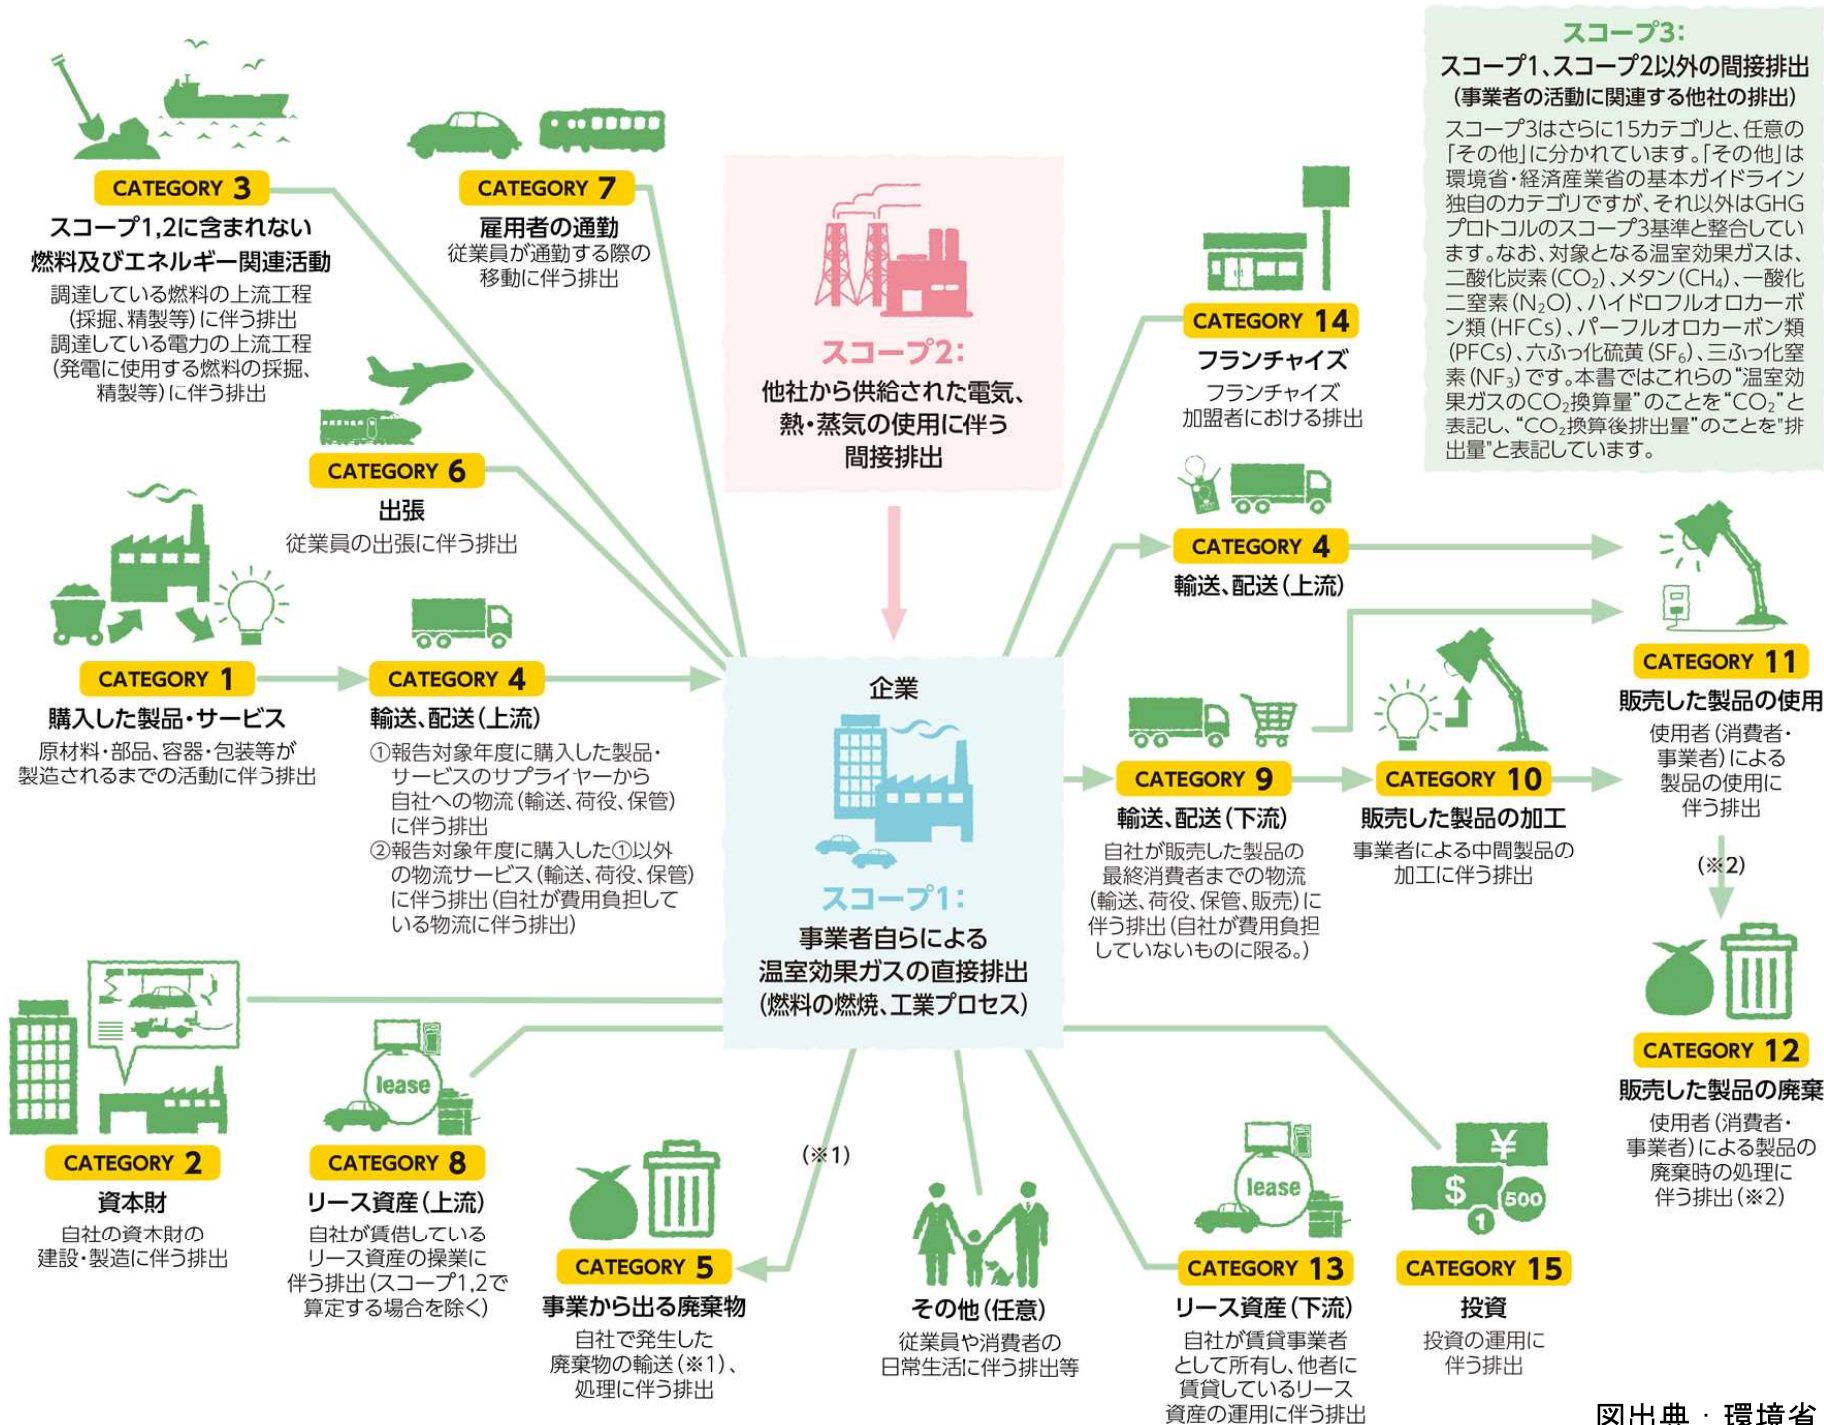 CATEGORY 3
スコープ1,2に含まれない
燃料及びエネルギー関連活動
調達している燃料の上流工程
(採掘、精製等)に伴う排出
調達している電力の上流工程
(発電に使用する燃料の採掘、
精製等)に伴う排出
CATEGORY 7
雇用者の通勤
従業員が通勤する際の
移動に伴う排出
CATEGORY 6
出張
従業員の出張に伴う排出
CATEGORY 1
購入した製品・サービス
原材料・部品、容器・包装等が
製造されるまでの活動に伴う排出
CATEGORY 4
輸送、配送(上流)
①報告対象年度に購入した製品・
サービスのサプライヤーから
自社への物流(輸送、荷役、保管)
に伴う排出
②報告対象年度に購入した①以外
の物流サービス(輸送、荷役、保管)
に伴う排出(自社が費用負担して
いる物流に伴う排出)
CATEGORY 2
資本財
自社の資本財の
建設・製造に伴う排出
lease
CATEGORY 8
リース資産(上流)
自社が賃借している
リース資産の操業に
伴う排出(スコープ1,2で
算定する場合を除く)
スコープ2:
他社から供給された電気、
熱・蒸気の使用に伴う
間接排出
企業
スコープ1:
事業者自らによる
温室効果ガスの直接排出
(燃料の燃焼、工業プロセス)
(※1)
CATEGORY 5
事業から出る廃棄物
自社で発生した
廃棄物の輸送(※1)、
処理に伴う排出
その他(任意)
従業員や消費者の
日常生活に伴う排出等
スコープ3:
スコープ1、スコープ2以外の間接排出
(事業者の活動に関連する他社の排出)
スコープ3はさらに15カテゴリと、任意の
「その他」に分かれています。「その他」は
環境省・経済産業省の基本ガイドライン
独自のカテゴリですが、それ以外はGHG
プロトコルのスコープ3基準と整合してい
ます。なお、対象となる温室効果ガスは、
二酸化炭素(CO₂)、メタン(CH₄)、一酸化
二窒素(N₂O)、ハイドロフルオロカーボ
ン類(HFCs)、パーフルオロカーボン類
(PFCs)、六ふっ化硫黄(SF₆)、三ふっ化窒
素(NF₃)です。本書ではこれらの“温室効
果ガスのCO₂換算量”のことを“CO₂”と
表記し、“CO₂換算後排出量”のことを"排
出量"と表記しています。
CATEGORY 14
フランチャイズ
フランチャイズ
加盟者における排出
CATEGORY 4
輸送、配送(上流)
CATEGORY 9
輸送、配送(下流)
自社が販売した製品の
最終消費者までの物流
(輸送、荷役、保管、販売)に
伴う排出(自社が費用負担
していないものに限る。)
CATEGORY 10
販売した製品の加工
事業者による中間製品の
加工に伴う排出
CATEGORY 11
販売した製品の使用
使用者(消費者・
事業者)による
製品の使用に
伴う排出
(※2)
CATEGORY 12
販売した製品の廃棄
使用者(消費者・
事業者)による製品の
廃棄時の処理に
伴う排出(※2)
lease
CATEGORY 13
リース資産(下流)
自社が賃貸事業者
として所有し、他者に
賃貸しているリース
資産の運用に伴う排出
¥
$
1
500
CATEGORY 15
投資
投資の運用に
伴う排出
図出典：環境省